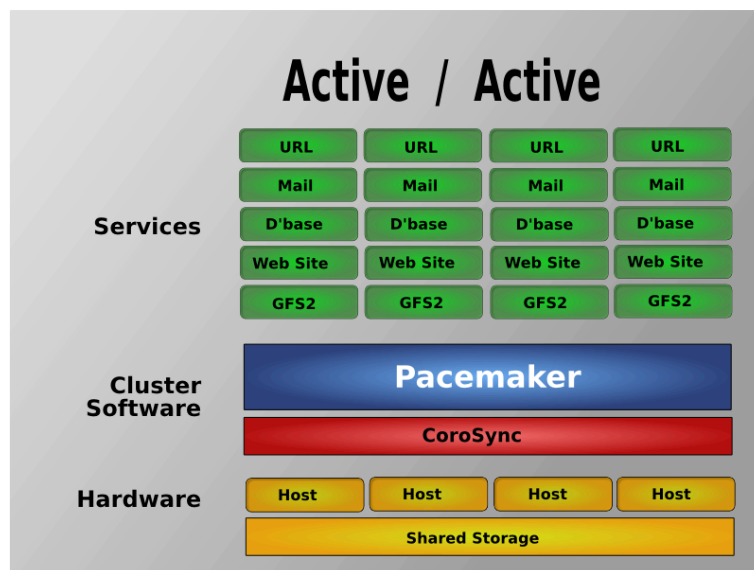 Active / Active
URL URL URL URL
Mail Mail Mail Mail
Services
D'base D'base D'base D'base
Web Site Web Site Web Site Web Site
GFS2 GFS2 GFS2 GFS2
Cluster
Software
Pacemaker
CoroSync
Hardware
Host Host Host Host
Shared Storage